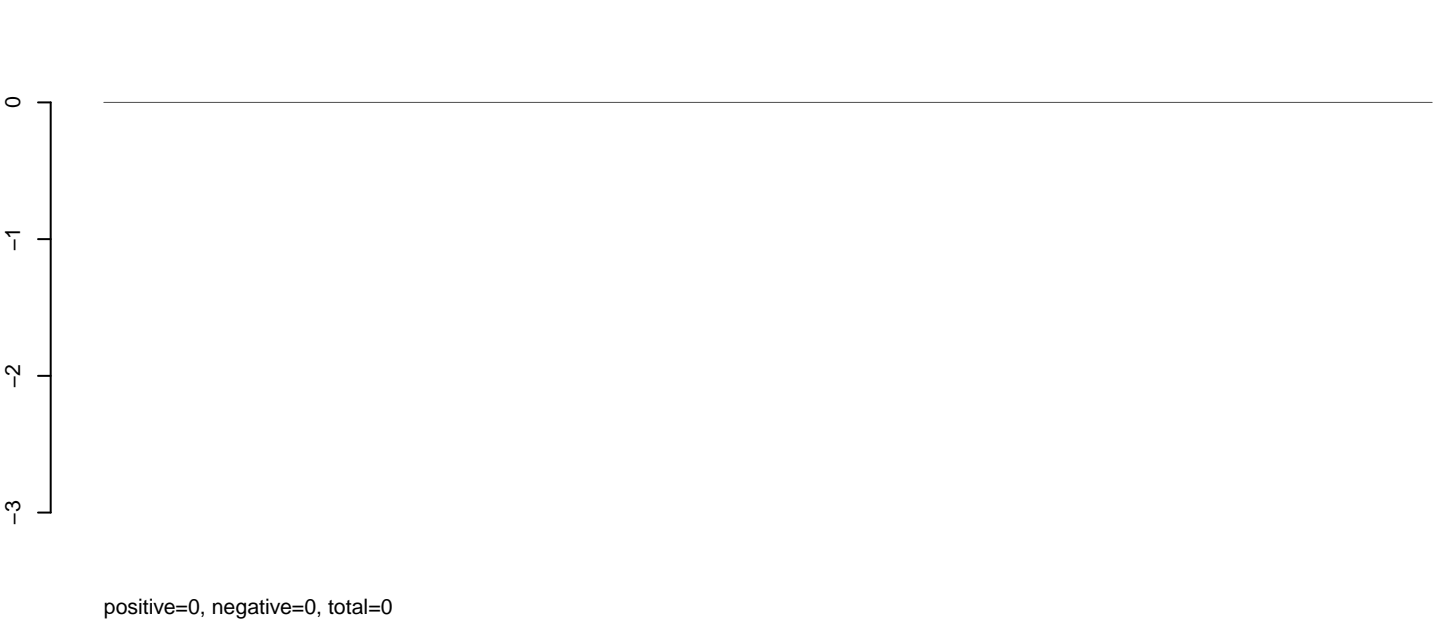 0
−1
−2
−3
positive=0, negative=0, total=0